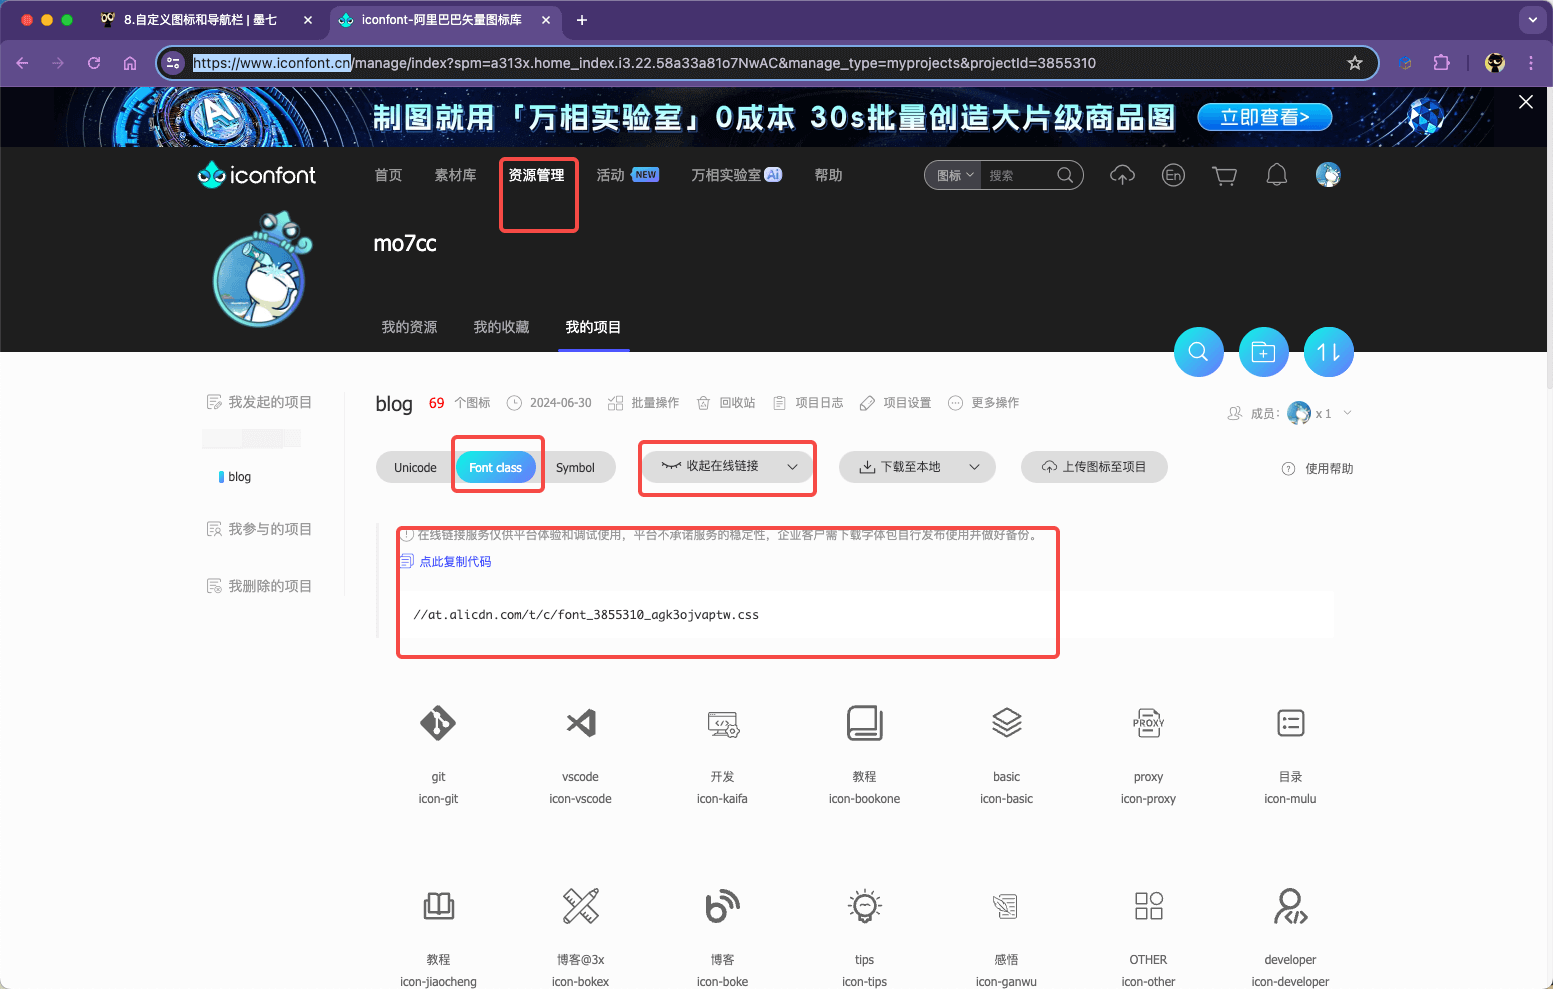 8.自定义图标和导航栏 | 墨七
iconfont-阿里巴巴矢量图标库
https://www.iconfont.cn/manage/index?spm=a313x.home_index.i3.22.58a33a81o7NwAC&manage_type=myprojects&projectId=3855310
AI
制图就用「万相实验室」0成本 30s批量创造大片级商品图
立即查看>
iconfont
首页
素材库
资源管理
活动 NEW
万相实验室 Ai
帮助
图标
搜索
En
mo7cc
我的资源
我的收藏
我的项目
我发起的项目
blog
我参与的项目
我删除的项目
blog 69 个图标
2024-06-30
批量操作
回收站
项目日志
项目设置
更多操作
成员：
x 1
Unicode
Font class
Symbol
收起在线链接
下载至本地
上传图标至项目
使用帮助
在线链接服务仅供平台体验和调试使用，平台不承诺服务的稳定性，企业客户需下载字体包自行发布使用并做好备份。
点此复制代码
//at.alicdn.com/t/c/font_3855310_agk3ojvaptw.css
PROXY
git
vscode
开发
教程
basic
proxy
目录
icon-git
icon-vscode
icon-kaifa
icon-bookone
icon-basic
icon-proxy
icon-mulu
教程
博客@3x
博客
tips
感悟
OTHER
developer
icon-jiaocheng
icon-bokex
icon-boke
icon-tips
icon-ganwu
icon-other
icon-developer